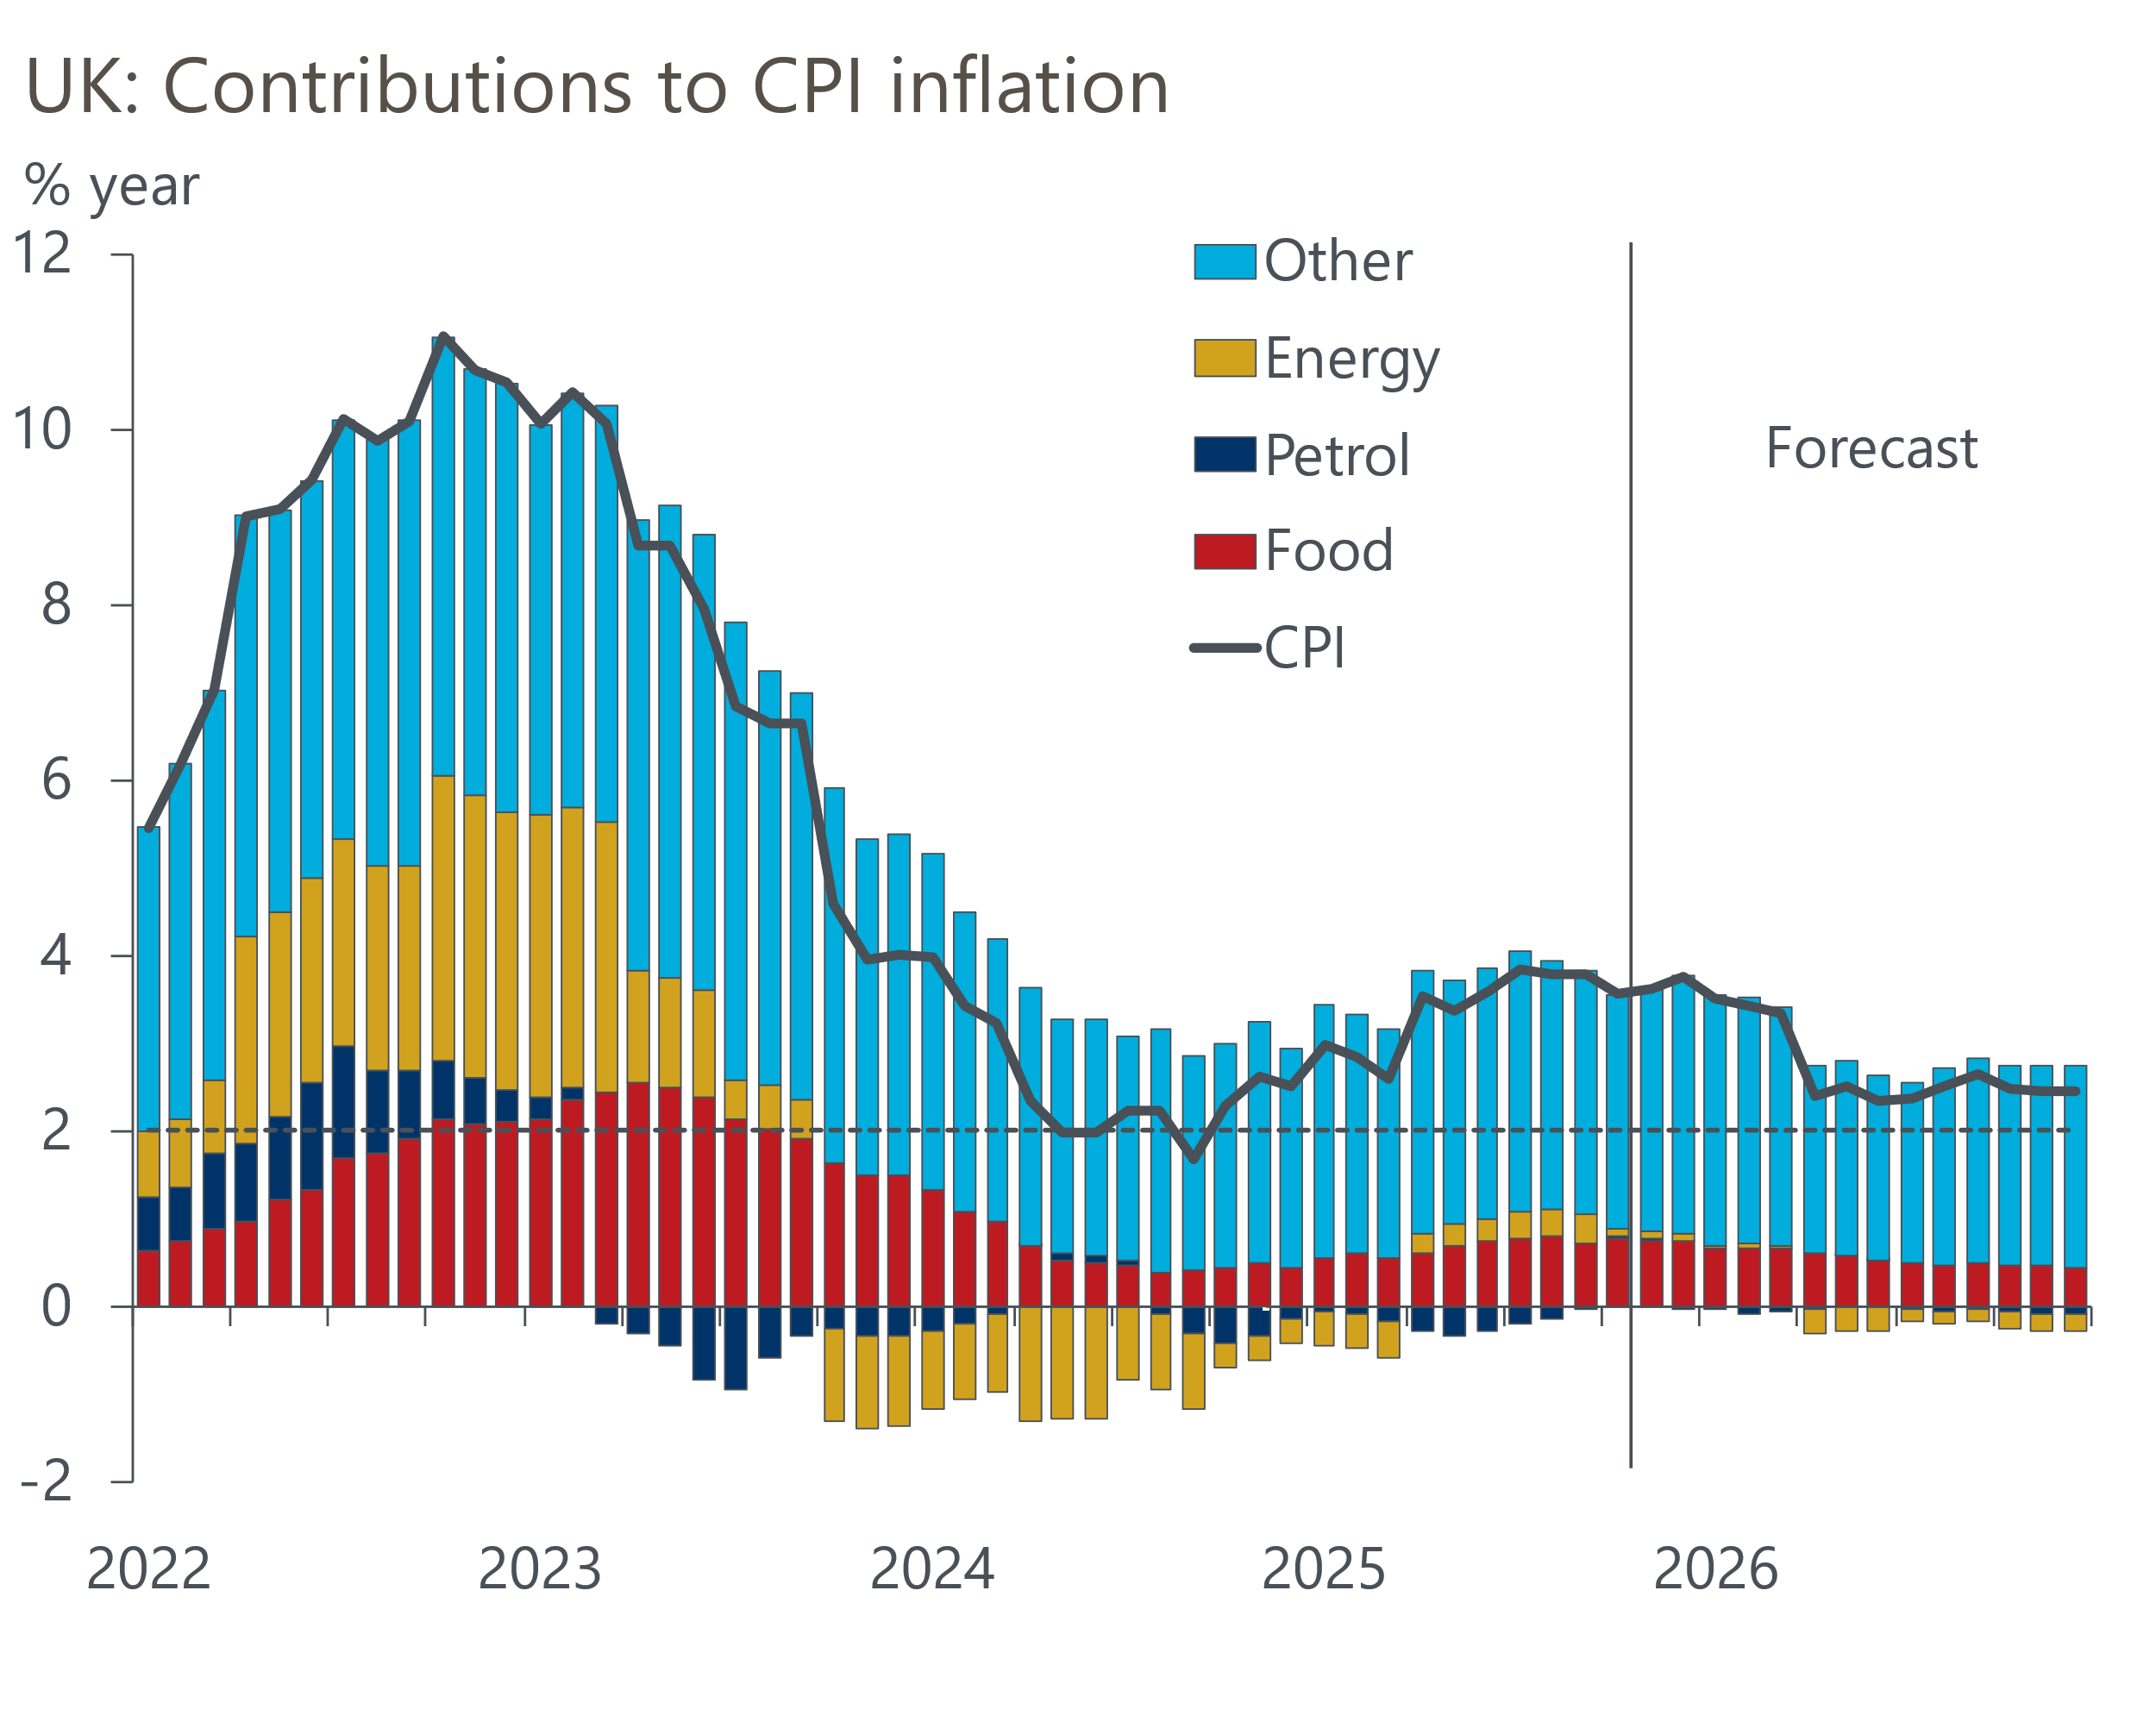 UK: Contributions to CPI inflation
% year
12
10
8
6
4
2
0
-2
Other
Energy
Petrol
Food
CPI
Forecast
2022 2023 2024 2025 2026